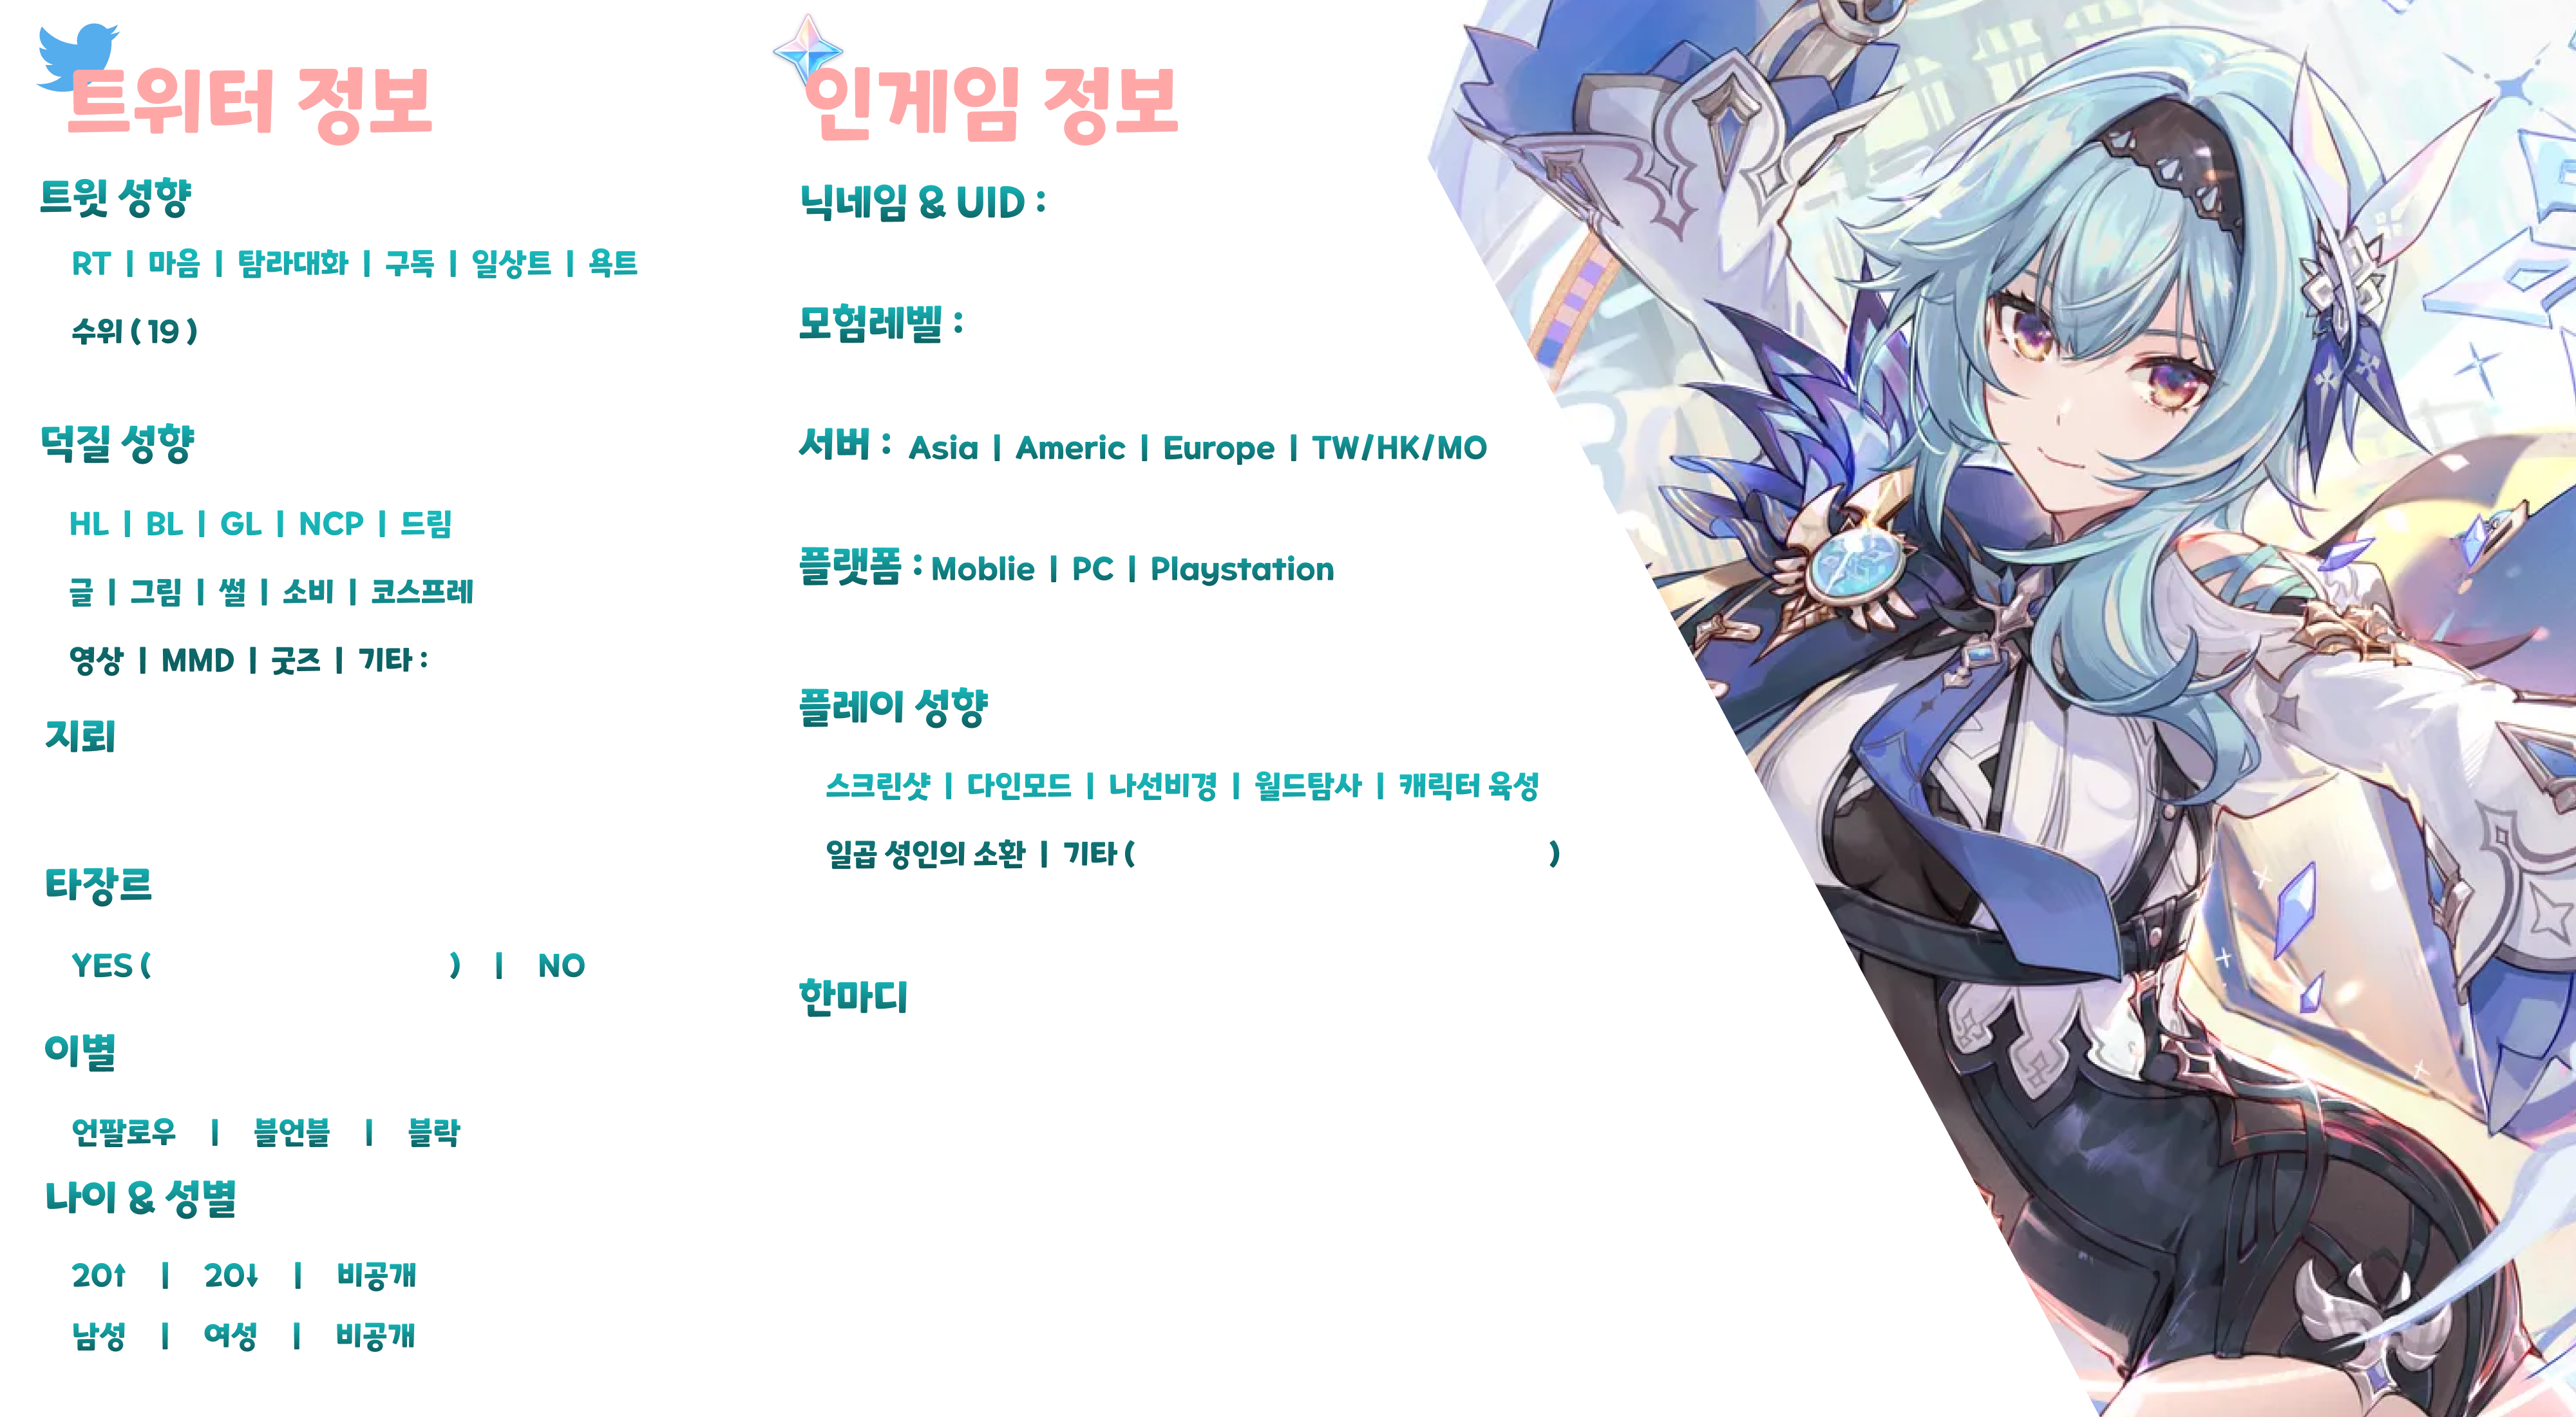 트위터 정보
트윗 성향
RT | 마음 | 탐라대화 | 구독 | 일상트 | 욕트
수위 ( 19 )
덕질 성향
HL | BL | GL | NCP | 드림
글 | 그림 | 썰 | 소비 | 코스프레
영상 | MMD | 굿즈 | 기타 :
지뢰
타장르
YES ( ) | NO
이별
언팔로우 | 블언블 | 블락
나이 & 성별
20↑ | 20↓ | 비공개
남성 | 여성 | 비공개
인게임 정보
닉네임 & UID :
모험레벨 :
서버 : Asia | Americ | Europe | TW/HK/MO
플랫폼 : Moblie | PC | Playstation
플레이 성향
스크린샷 | 다인모드 | 나선비경 | 월드탐사 | 캐릭터 육성
일곱 성인의 소환 | 기타 ( )
한마디